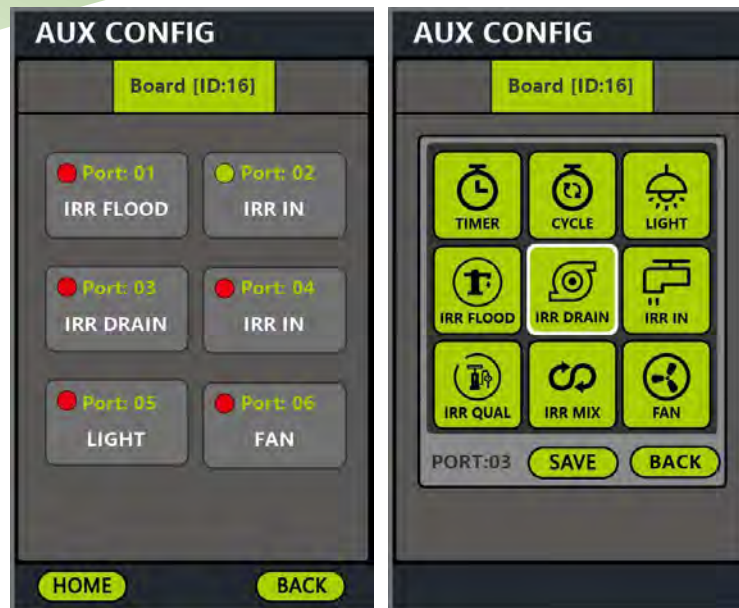 AUX CONFIG
Board [ID:16]
Port: 01
IRR FLOOD
Port: 02
IRR IN
Port: 03
IRR DRAIN
Port: 04
IRR IN
Port: 05
LIGHT
Port: 06
FAN
HOME
BACK
AUX CONFIG
Board [ID:16]
TIMER
CYCLE
LIGHT
IRR FLOOD
IRR DRAIN
IRR IN
IRR QUAL
IRR MIX
FAN
PORT:03
SAVE
BACK